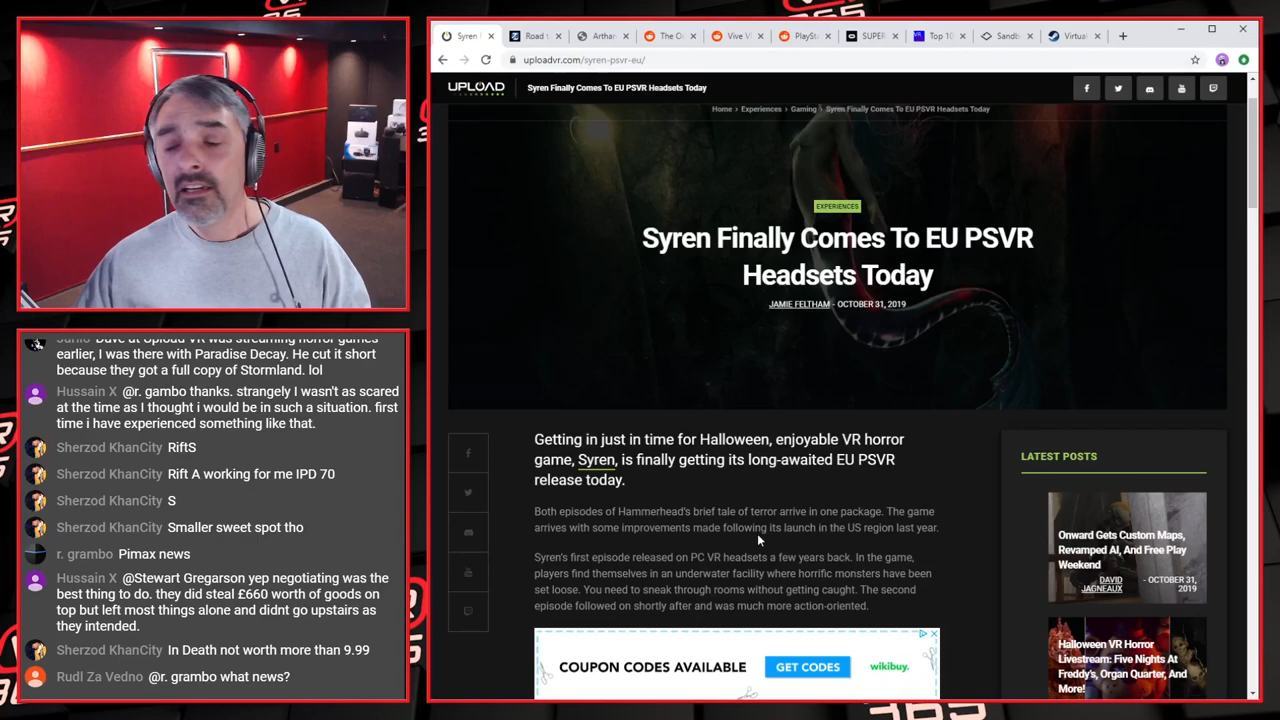 Syren F
Road t
Arthan
The Oc
Vive VI
PlaySta
SUPER
Top 10
Sandb
Virtual
uploadvr.com/syren-psvr-eu/
UPLOAD
Syren Finally Comes To EU PSVR Headsets Today
Home › Experiences › Gaming › Syren Finally Comes To EU PSVR Headsets Today
EXPERIENCES
Syren Finally Comes To EU PSVR
Headsets Today
JAMIE FELTHAM - OCTOBER 31, 2019
Getting in just in time for Halloween, enjoyable VR horror
game, Syren, is finally getting its long-awaited EU PSVR
release today.
Both episodes of Hammerhead's brief tale of terror arrive in one package. The game
arrives with some improvements made following its launch in the US region last year.
Syren's first episode released on PC VR headsets a few years back. In the game,
players find themselves in an underwater facility where horrific monsters have been
set loose. You need to sneak through rooms without getting caught. The second
episode followed on shortly after and was much more action-oriented.
COUPON CODES AVAILABLE
GET CODES
wikibuy.
LATEST POSTS
Onward Gets Custom Maps,
Revamped AI, And Free Play
Weekend
DAVID
JAGNEAUX
- OCTOBER 31,
2019
Halloween VR Horror
Livestream: Five Nights At
Freddy's, Organ Quarter, And
More!
Dave at Upload VR was streaming horror games
earlier, I was there with Paradise Decay. He cut it short
because they got a full copy of Stormland. lol
Hussain X @r. gambo thanks. strangely I wasn't as scared
at the time as I thought i would be in such a situation. first
time i have experienced something like that.
Sherzod KhanCity RiftS
Sherzod KhanCity Rift A working for me IPD 70
Sherzod KhanCity S
Sherzod KhanCity Smaller sweet spot tho
r. grambo Pimax news
Hussain X @Stewart Gregarson yep negotiating was the
best thing to do. they did steal £660 worth of goods on
top but left most things alone and didnt go upstairs as
they intended.
Sherzod KhanCity In Death not worth more than 9.99
Rudl Za Vedno @r. grambo what news?
365